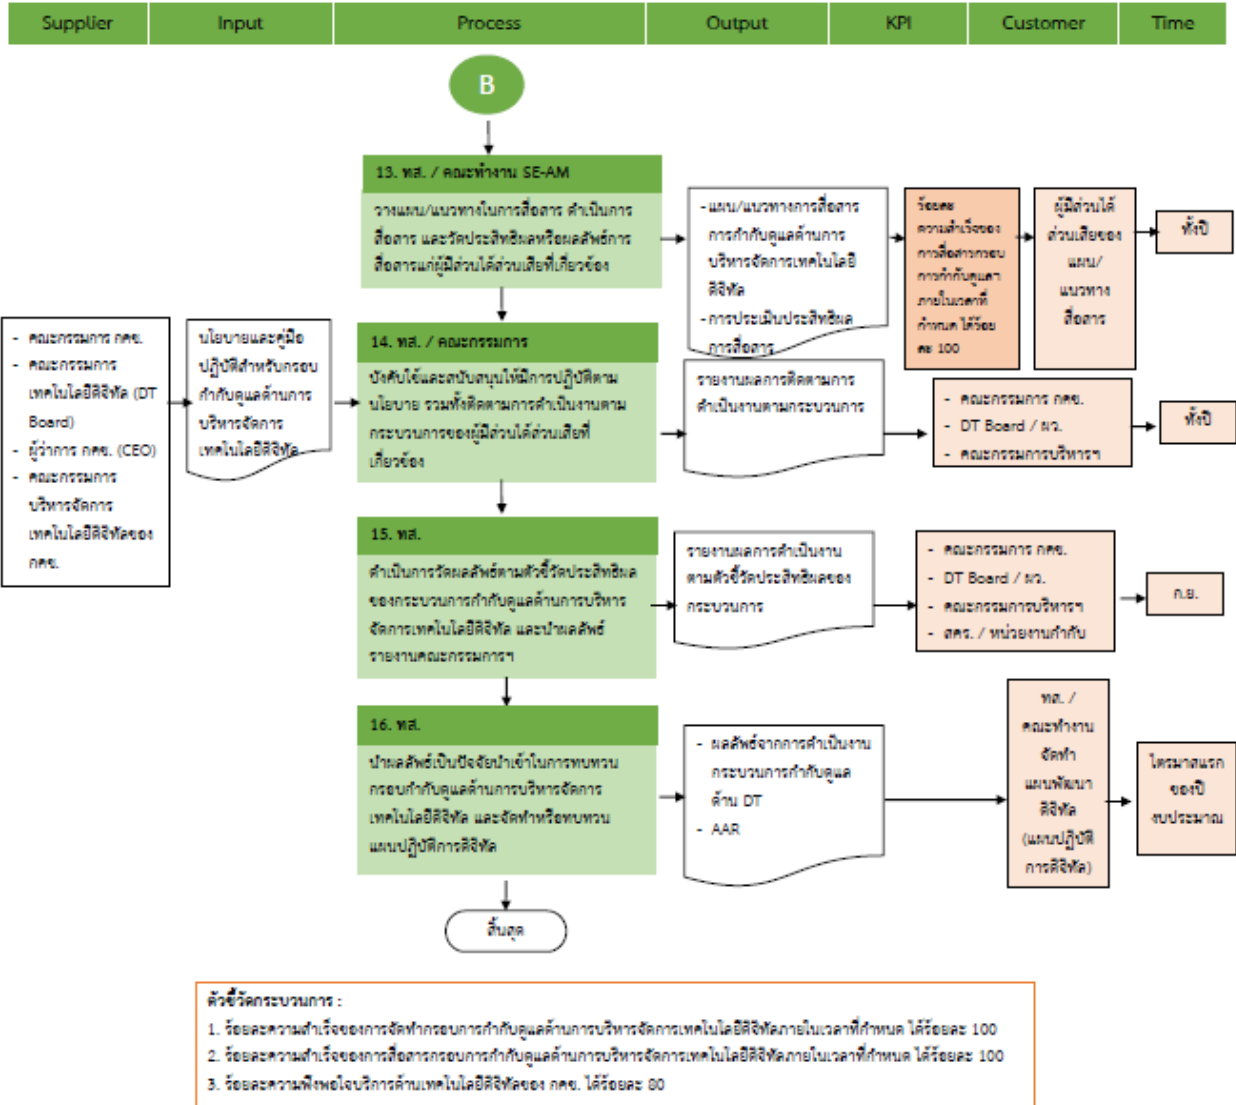 Supplier
Input
Process
Output
KPI
Customer
Time
B
13. ทส. / คณะทำงาน SE-AM
วางแผน/แนวทางในการสื่อสาร ดำเนินการ
สื่อสาร และวัดประสิทธิผลหรือผลลัพธ์การ
สื่อสารแก่ผู้มีส่วนได้ส่วนเสียที่เกี่ยวข้อง
- แผน/แนวทางการสื่อสาร
การกำกับดูแลด้านการ
บริหารจัดการเทคโนโลยี
ดิจิทัล
- การประเมินประสิทธิผล
การสื่อสาร
ร้อยละ
ความสำเร็จของ
การสื่อสารกรอบ
การกำกับดูแลฯ
ภายในเวลาที่
กำหนด ได้ร้อย
ละ 100
ผู้มีส่วนได้
ส่วนเสียของ
แผน/
แนวทาง
สื่อสาร
ทั้งปี
- คณะกรรมการ กคช.
- คณะกรรมการ
เทคโนโลยีดิจิทัล (DT
Board)
- ผู้ว่าการ กคช. (CEO)
- คณะกรรมการ
บริหารจัดการ
เทคโนโลยีดิจิทัลของ
กคช.
นโยบายและคู่มือ
ปฏิบัติสำหรับกรอบ
กำกับดูแลด้านการ
บริหารจัดการ
เทคโนโลยีดิจิทัล
14. ทส. / คณะกรรมการ
บังคับใช้และสนับสนุนให้มีการปฏิบัติตาม
นโยบาย รวมทั้งติดตามการดำเนินงานตาม
กระบวนการของผู้มีส่วนได้ส่วนเสียที่
เกี่ยวข้อง
รายงานผลการติดตามการ
ดำเนินงานตามกระบวนการ
- คณะกรรมการ กคช.
- DT Board / ผว.
- คณะกรรมการบริหารฯ
ทั้งปี
15. ทส.
ดำเนินการวัดผลลัพธ์ตามตัวชี้วัดประสิทธิผล
ของกระบวนการกำกับดูแลด้านการบริหาร
จัดการเทคโนโลยีดิจิทัล และนำผลลัพธ์
รายงานคณะกรรมการฯ
รายงานผลการดำเนินงาน
ตามตัวชี้วัดประสิทธิผลของ
กระบวนการ
- คณะกรรมการ กคช.
- DT Board / ผว.
- คณะกรรมการบริหารฯ
- สคร. / หน่วยงานกำกับ
ก.ย.
16. ทส.
นำผลลัพธ์เป็นปัจจัยนำเข้าในการทบทวน
กรอบกำกับดูแลด้านการบริหารจัดการ
เทคโนโลยีดิจิทัล และจัดทำหรือทบทวน
แผนปฏิบัติการดิจิทัล
- ผลลัพธ์จากการดำเนินงาน
กระบวนการกำกับดูแล
ด้าน DT
- AAR
ทส. /
คณะทำงาน
จัดทำ
แผนพัฒนา
ดิจิทัล
(แผนปฏิบัติ
การดิจิทัล)
ไตรมาสแรก
ของปี
งบประมาณ
สิ้นสุด
ตัวชี้วัดกระบวนการ :
1. ร้อยละความสำเร็จของการจัดทำกรอบการกำกับดูแลด้านการบริหารจัดการเทคโนโลยีดิจิทัลภายในเวลาที่กำหนด ได้ร้อยละ 100
2. ร้อยละความสำเร็จของการสื่อสารกรอบการกำกับดูแลด้านการบริหารจัดการเทคโนโลยีดิจิทัลภายในเวลาที่กำหนด ได้ร้อยละ 100
3. ร้อยละความพึงพอใจบริการด้านเทคโนโลยีดิจิทัลของ กคช. ได้ร้อยละ 80